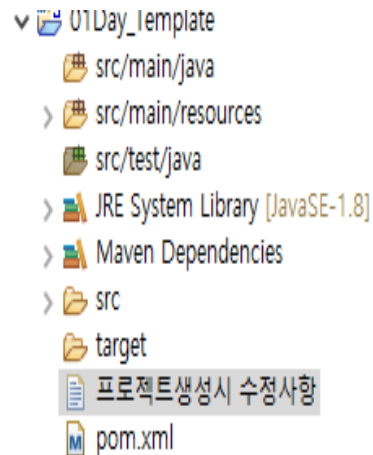 01Day_Template
src/main/java
src/main/resources
src/test/java
JRE System Library [JavaSE-1.8]
Maven Dependencies
src
target
프로젝트생성시 수정사항
pom.xml